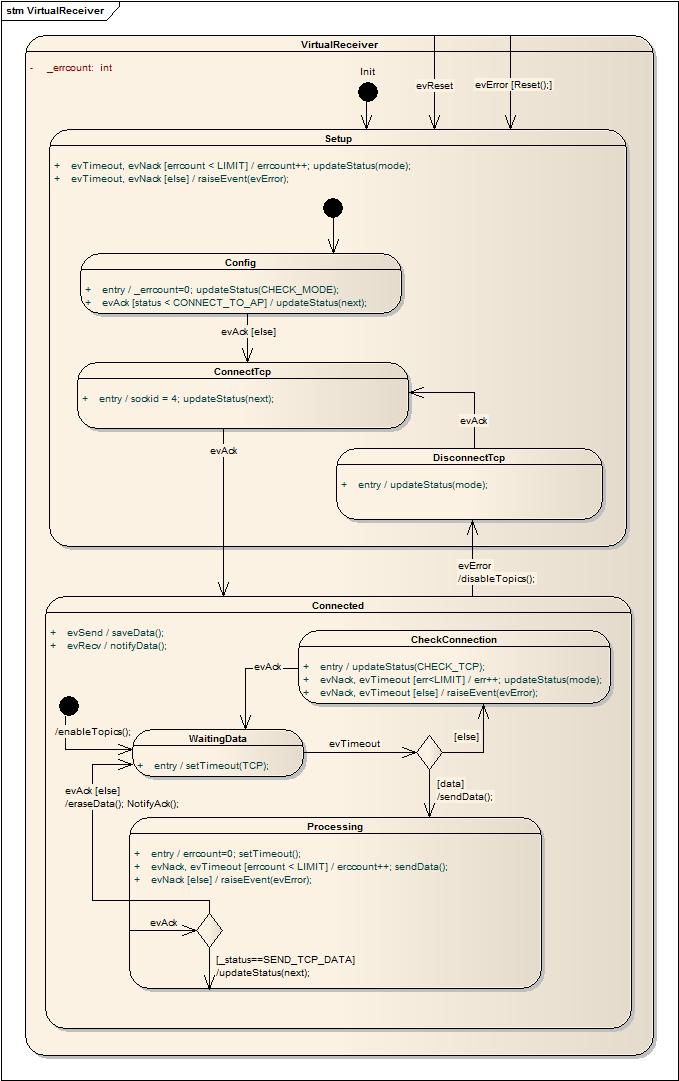 stm VirtualReceiver
VirtualReceiver
- _errcount: int
Init
evReset
evError [Reset();]
Setup
+ evTimeout, evNack [errcount < LIMIT] / errcount++; updateStatus(mode);
+ evTimeout, evNack [else] / raiseEvent(evError);
Config
+ entry / _errcount=0; updateStatus(CHECK_MODE);
+ evAck [status < CONNECT_TO_AP] / updateStatus(next);
evAck [else]
ConnectTcp
+ entry / sockid = 4; updateStatus(next);
evAck
evAck
DisconnectTcp
+ entry / updateStatus(mode);
evError
/disableTopics();
Connected
+ evSend / saveData();
+ evRecv / notifyData();
CheckConnection
+ entry / updateStatus(CHECK_TCP);
+ evNack, evTimeout [err<LIMIT] / err++; updateStatus(mode);
+ evNack, evTimeout [else] / raiseEvent(evError);
evAck
/enableTopics();
WaitingData
+ entry / setTimeout(TCP);
evTimeout
[else]
[data]
/sendData();
evAck [else]
/eraseData(); NotifyAck();
Processing
+ entry / errcount=0; setTimeout();
+ evNack, evTimeout [errcount < LIMIT] / erccount++; sendData();
+ evNack [else] / raiseEvent(evError);
evAck
[_status==SEND_TCP_DATA]
/updateStatus(next);